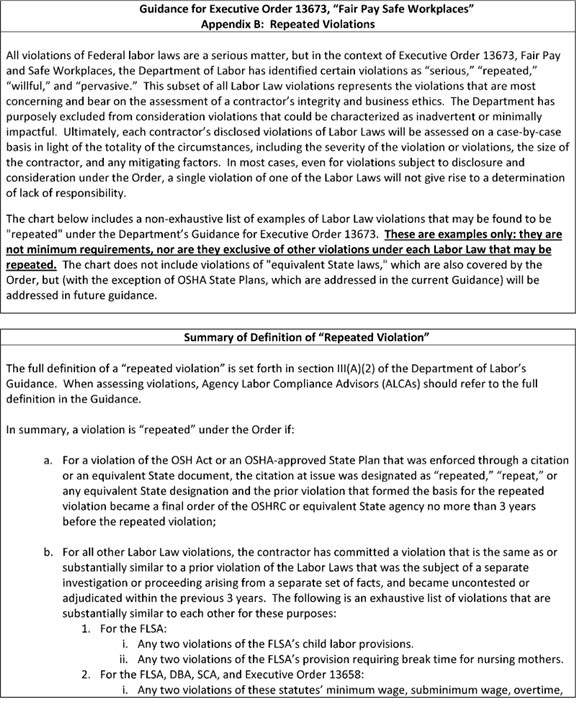 Guidance for Executive Order 13673, "Fair Pay Safe Workplaces"
Appendix B:  Repeated Violations
All violations of Federal labor laws are a serious matter, but in the context of Executive Order 13673, Fair Pay
and Safe Workplaces, the Department of Labor has identified certain violations as "serious," "repeated,"
"willful," and "pervasive."  This subset of all Labor Law violations represents the violations that are most
concerning and bear on the assessment of a contractor's integrity and business ethics.  The Department has
purposely excluded from consideration violations that could be characterized as inadvertent or minimally
impactful.  Ultimately, each contractor's disclosed violations of Labor Laws will be assessed on a case-by-case
basis in light of the totality of the circumstances, including the severity of the violation or violations, the size of
the contractor, and any mitigating factors.  In most cases, even for violations subject to disclosure and
consideration under the Order, a single violation of one of the Labor Laws will not give rise to a determination
of lack of responsibility.
The chart below includes a non-exhaustive list of examples of Labor Law violations that may be found to be
"repeated" under the Department's Guidance for Executive Order 13673.  These are examples only: they are
not minimum requirements, nor are they exclusive of other violations under each Labor Law that may be
repeated.  The chart does not include violations of "equivalent State laws," which are also covered by the
Order, but (with the exception of OSHA State Plans, which are addressed in the current Guidance) will be
addressed in future guidance.
Summary of Definition of "Repeated Violation"
The full definition of a "repeated violation" is set forth in section III(A)(2) of the Department of Labor's
Guidance.  When assessing violations, Agency Labor Compliance Advisors (ALCAs) should refer to the full
definition in the Guidance.
In summary, a violation is "repeated" under the Order if:
a.  For a violation of the OSH Act or an OSHA-approved State Plan that was enforced through a citation
or an equivalent State document, the citation at issue was designated as "repeated," "repeat," or
any equivalent State designation and the prior violation that formed the basis for the repeated
violation became a final order of the OSHRC or equivalent State agency no more than 3 years
before the repeated violation;
b.  For all other Labor Law violations, the contractor has committed a violation that is the same as or
substantially similar to a prior violation of the Labor Laws that was the subject of a separate
investigation or proceeding arising from a separate set of facts, and became uncontested or
adjudicated within the previous 3 years.  The following is an exhaustive list of violations that are
substantially similar to each other for these purposes:
1.  For the FLSA:
i.  Any two violations of the FLSA's child labor provisions.
ii.  Any two violations of the FLSA's provision requiring break time for nursing mothers.
2.  For the FLSA, DBA, SCA, and Executive Order 13658:
i.  Any two violations of these statutes' minimum wage, subminimum wage, overtime,